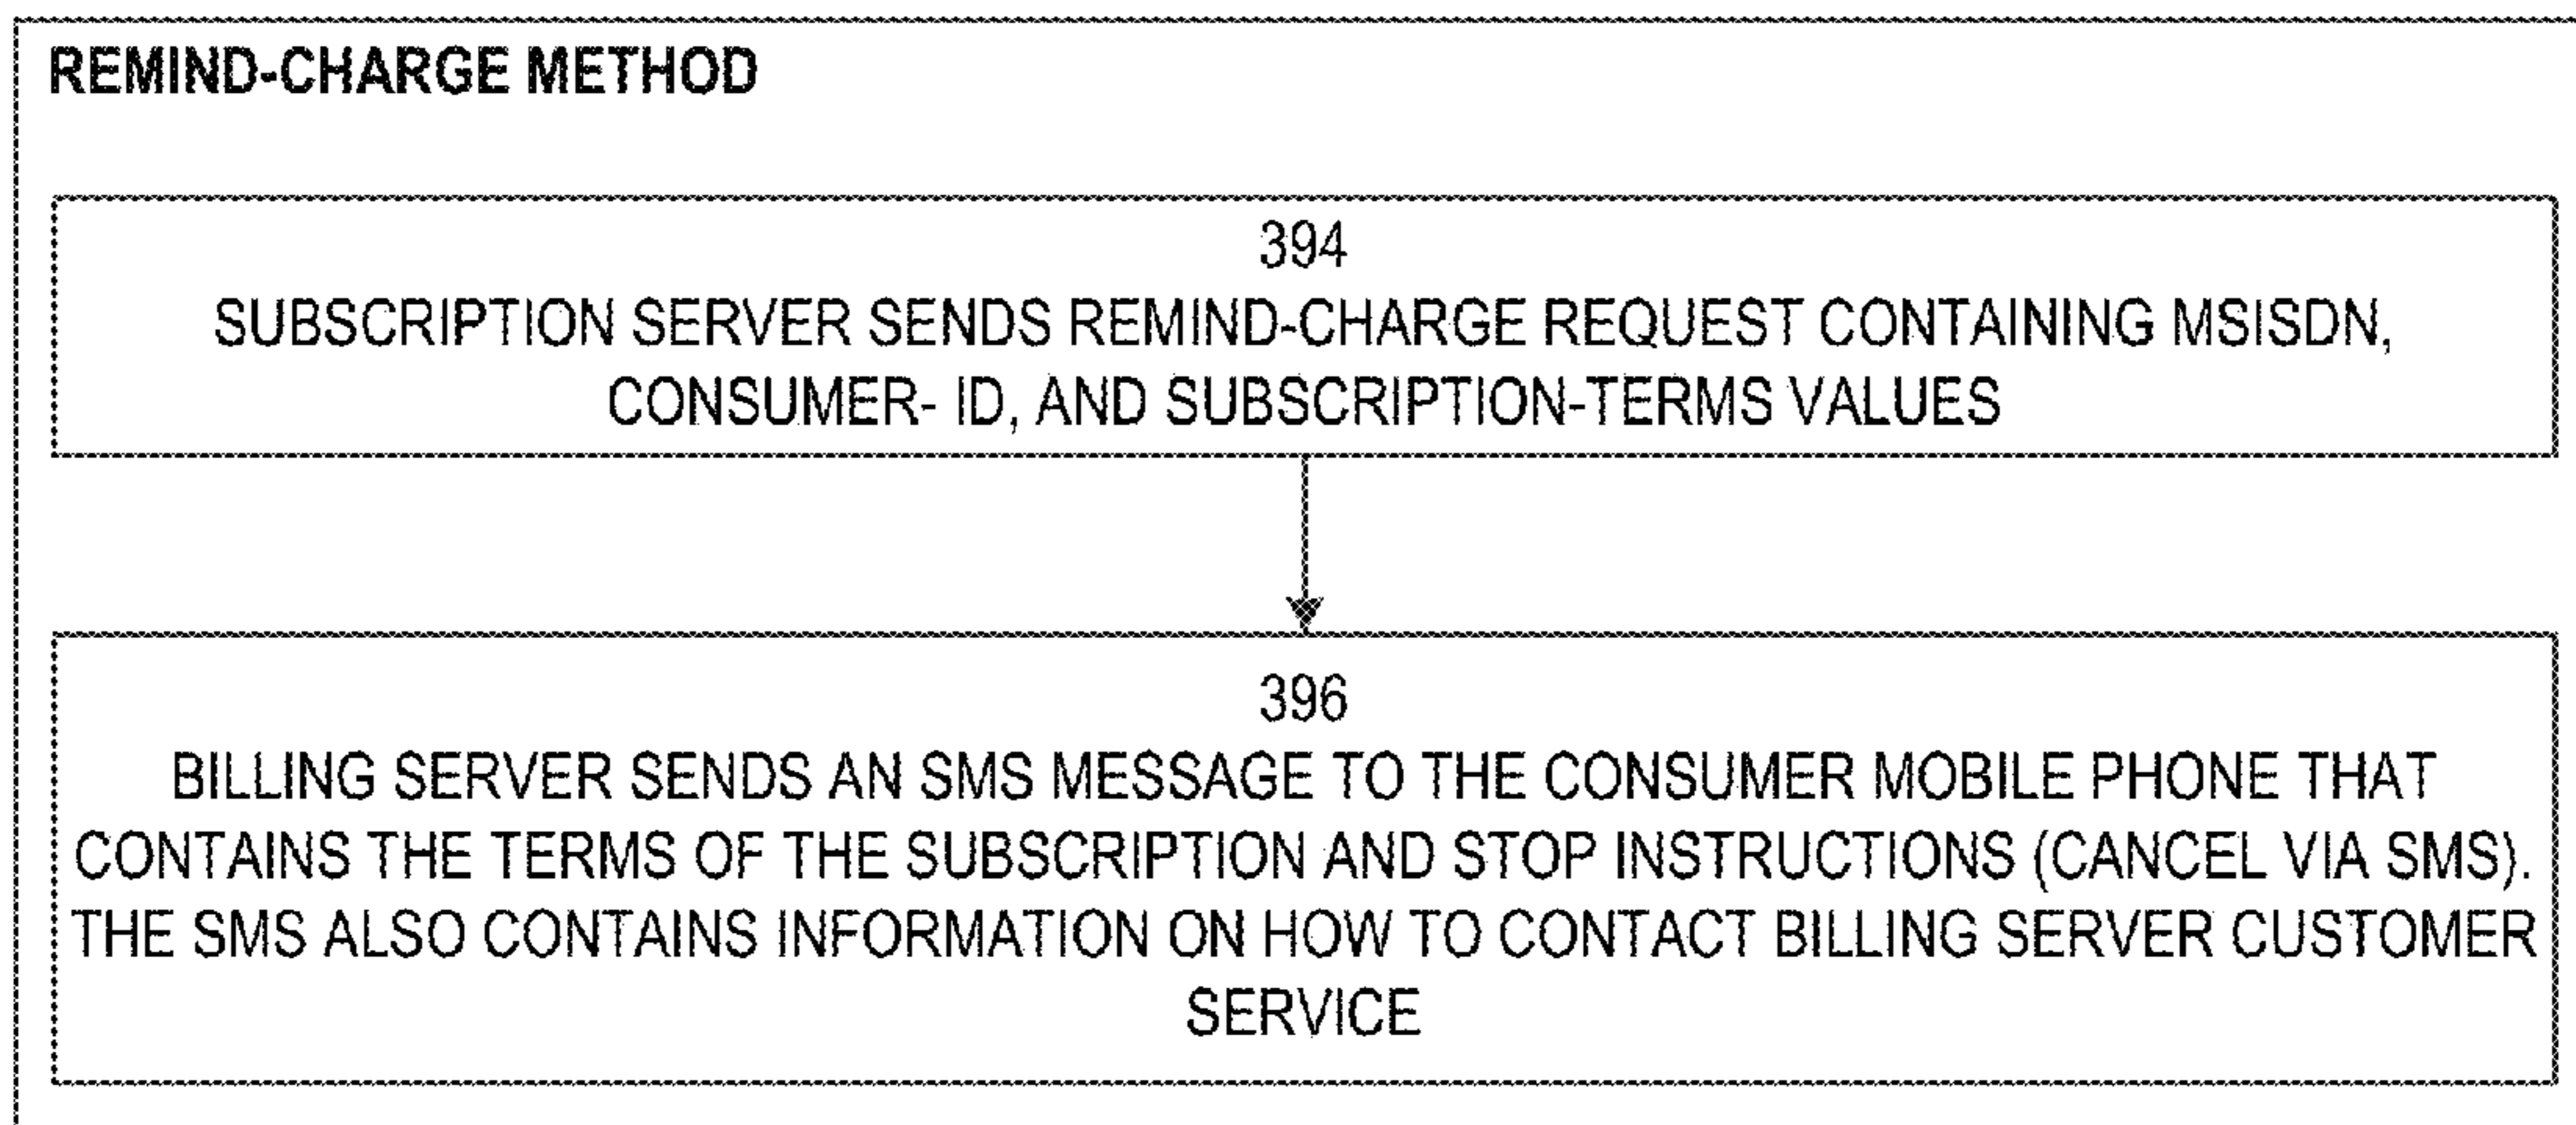 REMIND-CHARGE METHOD
394
SUBSCRIPTION SERVER SENDS REMIND-CHARGE REQUEST CONTAINING MSISDN,
CONSUMER- ID, AND SUBSCRIPTION-TERMS VALUES
396
BILLING SERVER SENDS AN SMS MESSAGE TO THE CONSUMER MOBILE PHONE THAT
CONTAINS THE TERMS OF THE SUBSCRIPTION AND STOP INSTRUCTIONS (CANCEL VIA SMS).
THE SMS ALSO CONTAINS INFORMATION ON HOW TO CONTACT BILLING SERVER CUSTOMER
SERVICE